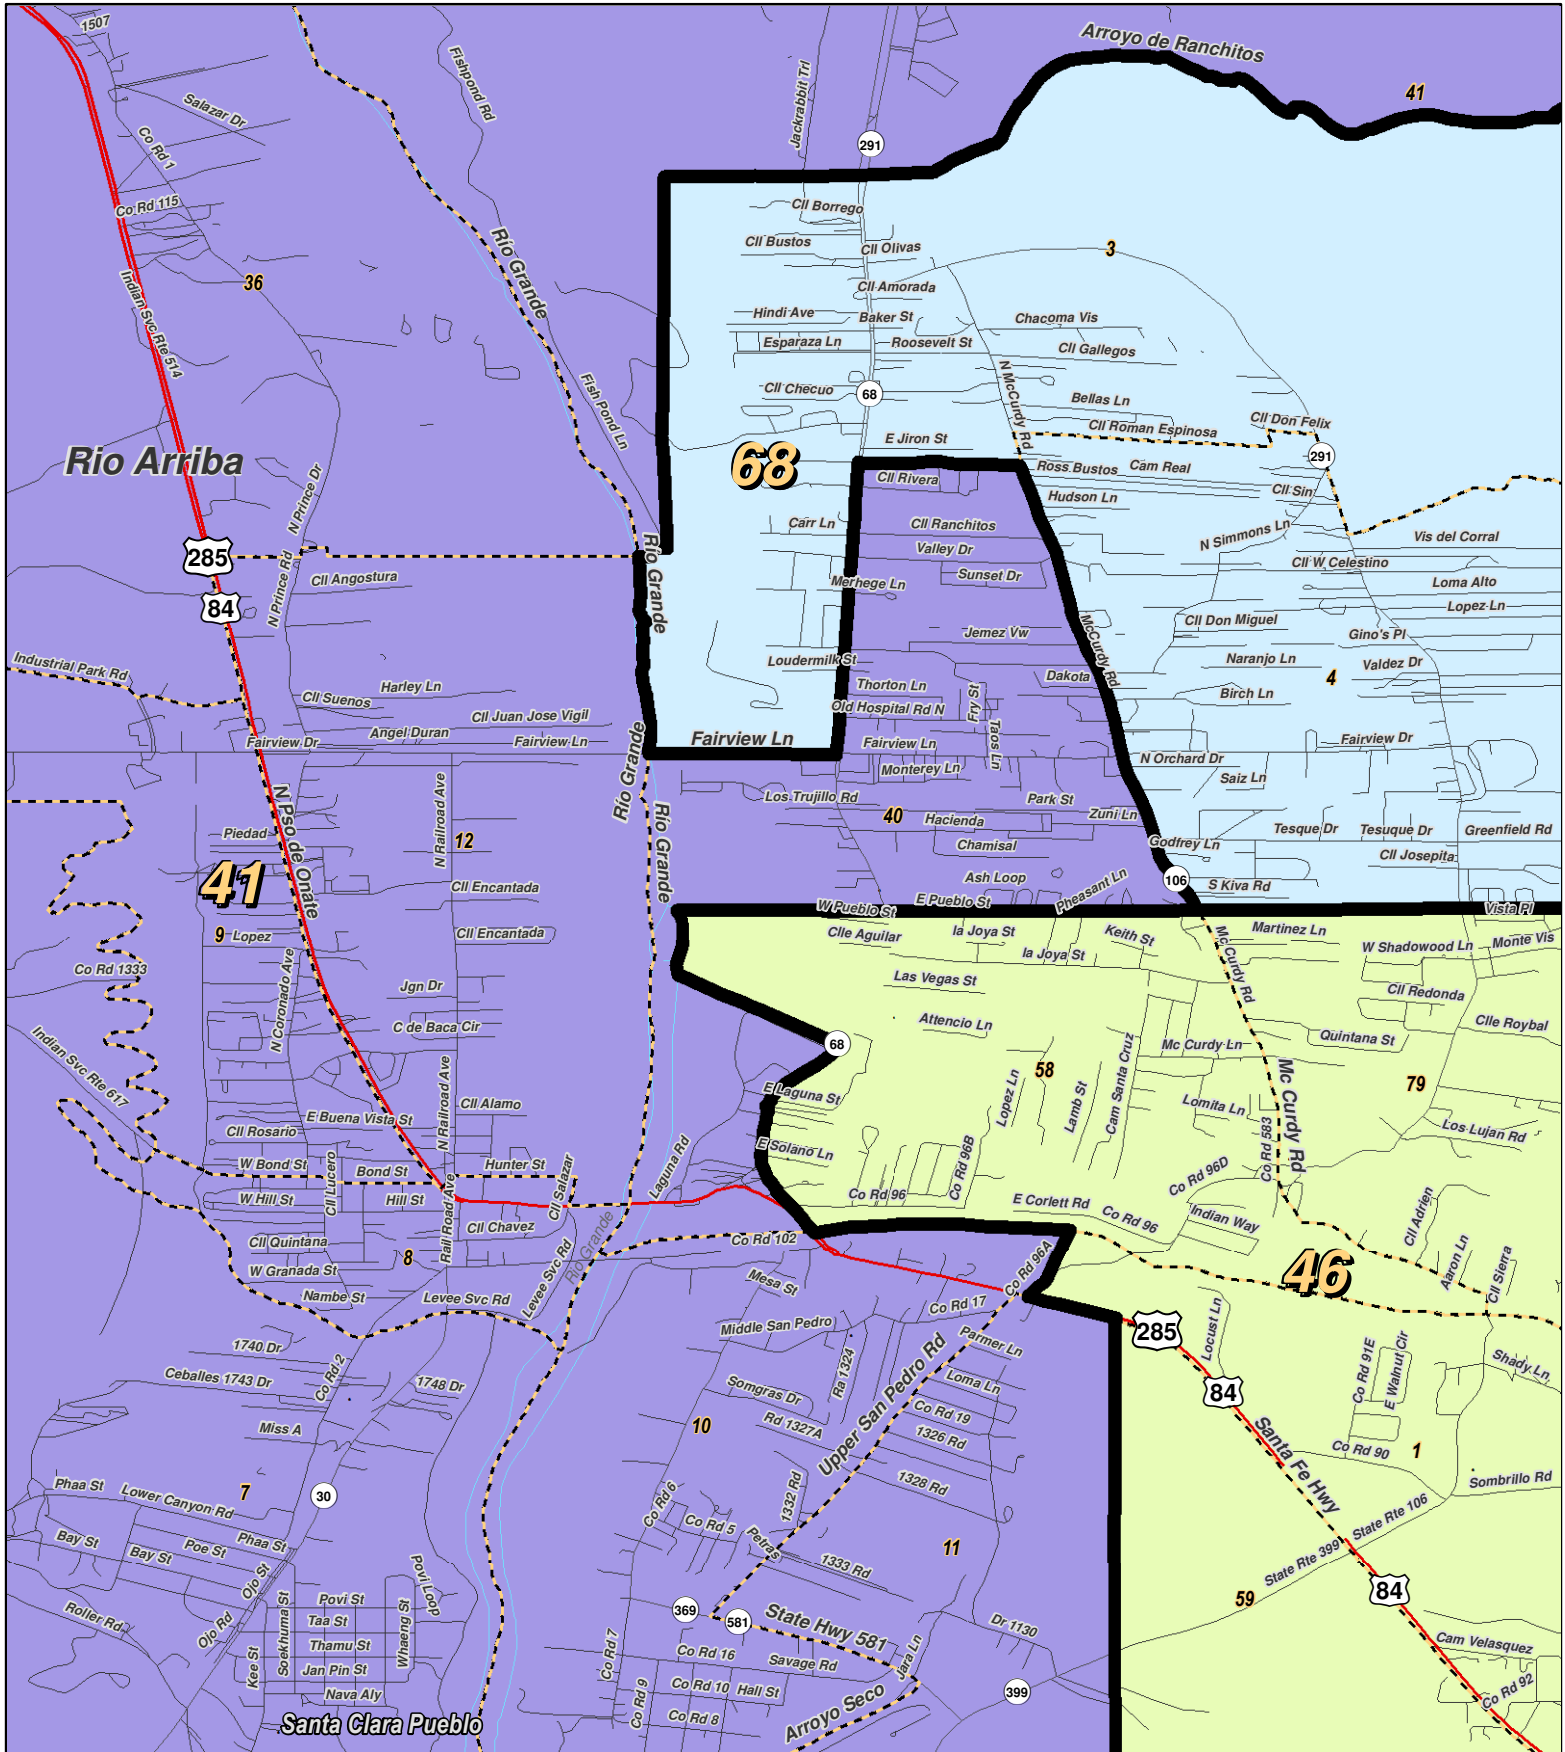 1507
Fishpond Rd
Jackrabbit Trl
Arroyo de Ranchitos
41
Salazar Dr
Co Rd 1
291
Co Rd 115
Cll Borrego
Río Grande
Cll Bustos
Cll Olivas
3
36
Indian Svc Rte 514
Cll Amorada
Hindi Ave
Baker St
Chacoma Vis
Esparaza Ln
Roosevelt St
Cll Gallegos
N McCurdy Rd
Fish Pond Ln
Cll Checuo
68
Bellas Ln
Cll Don Felix
Cll Roman Espinosa
E Jiron St
Rio Arriba
68
291
Ross Bustos
Cam Real
N Prince Dr
Cll Rivera
Cll Sin
Hudson Ln
Carr Ln
Cll Ranchitos
N Simmons Ln
Vis del Corral
285
Río Grande
Valley Dr
Cll W Celestino
Cll Angostura
Merhege Ln
Sunset Dr
Loma Alto
84
N Prince Rd
Lopez Ln
Cll Don Miguel
Jemez Vw
McCurdy Rd
Gino's Pl
Industrial Park Rd
Loudermilk St
Naranjo Ln
Valdez Dr
Harley Ln
Cll Suenos
Thorton Ln
Dakota
4
Birch Ln
Old Hospital Rd N
Fry St
Cll Juan Jose Vigil
Angel Duran
Fairview Dr
Fairview Ln
Río Grande
Fairview Ln
Fairview Ln
Taos Ln
Fairview Dr
N Orchard Dr
Monterey Ln
Saiz Ln
N Pso de Onate
N Railroad Ave
Los Trujillo Rd
Park St
40
Hacienda
Zuni Ln
Piedad
12
Río Grande
Tesque Dr
Tesuque Dr
Greenfield Rd
Chamisal
Godfrey Ln
Cll Josepita
41
Cll Encantada
Ash Loop
Pheasant Ln
106
S Kiva Rd
W Pueblo St
E Pueblo St
Vista Pl
9
Lopez
Cll Encantada
Clle Aguilar
la Joya St
Keith St
Martinez Ln
W Shadowood Ln
Monte Vis
Co Rd 1333
la Joya St
Mc Curdy Rd
N Coronado Ave
Jgn Dr
Las Vegas St
Cll Redonda
C de Baca Cir
Attencio Ln
Clle Roybal
Indian Svc Rte 617
68
Quintana St
Mc Curdy Ln
Cam Santa Cruz
58
79
Mc Curdy Rd
N Railroad Ave
E Laguna St
Lopez Ln
Lamb St
Cll Alamo
Lomita Ln
E Buena Vista St
Cll Rosario
Los Lujan Rd
Co Rd 583
W Bond St
Bond St
Hunter St
Laguna Rd
E Solano Ln
Co Rd 96B
Co Rd 96D
Cll Lucero
Cll Salazar
W Hill St
Hill St
Co Rd 96
E Corlett Rd
Co Rd 96
Indian Way
Cll Adrien
Rail Road Ave
Cll Chavez
Río Grande
Co Rd 102
Cll Quintana
8
Levee Svc Rd
Co Rd 96A
Aaron Ln
Cll Sierra
46
W Granada St
Mesa St
Nambe St
Levee Svc Rd
Co Rd 17
Locust Ln
Middle San Pedro
285
1740 Dr
Parmer Ln
Upper San Pedro Rd
Co Rd 91E
E Walnut Cir
Shady Ln
Ra 1324
Ceballes 1743 Dr
Co Rd 2
1748 Dr
Somgras Dr
Loma Ln
84
Co Rd 19
Miss A
10
Rd 1327A
1326 Rd
Santa Fe Hwy
Co Rd 90
1
Phaa St
Lower Canyon Rd
7
30
Co Rd 6
1332 Rd
1328 Rd
Sombrillo Rd
Bay St
Bay St
Poe St
Phaa St
Co Rd 5
Petras
State Rte 106
11
State Rte 399
Ojo St
Povi Loop
1333 Rd
59
84
Roller Rd
Ojo Rd
Povi St
Taa St
Soekhuma St
Whaeng St
369
581
State Hwy 581
Dr 1130
Thamu St
Kee St
Co Rd 7
Co Rd 16
Savage Rd
Jara Ln
Cam Velasquez
Jan Pin St
Co Rd 9
Co Rd 10
Hall St
399
Co Rd 92
Nava Aly
Co Rd 8
Arroyo Seco
Santa Clara Pueblo